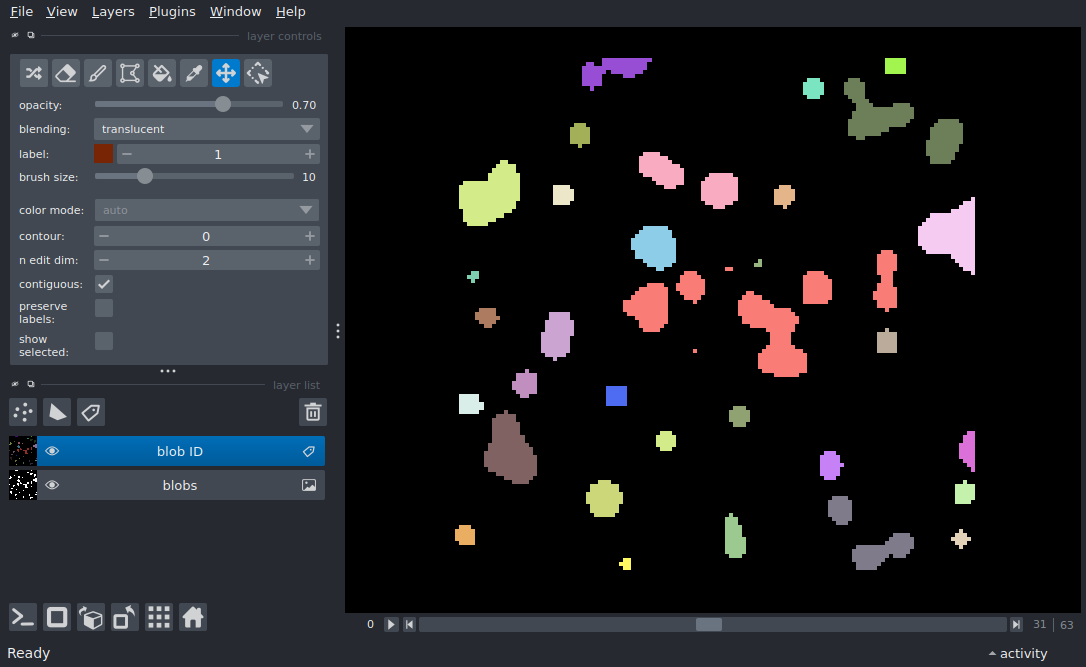 File View Layers Plugins Window Help
layer controls
opacity: 0.70
blending: translucent
label: 1
brush size: 10
color mode: auto
contour: 0
n edit dim: 2
contiguous:
preserve
labels:
show
selected:
layer list
blob ID
blobs
0 31 63
Ready activity